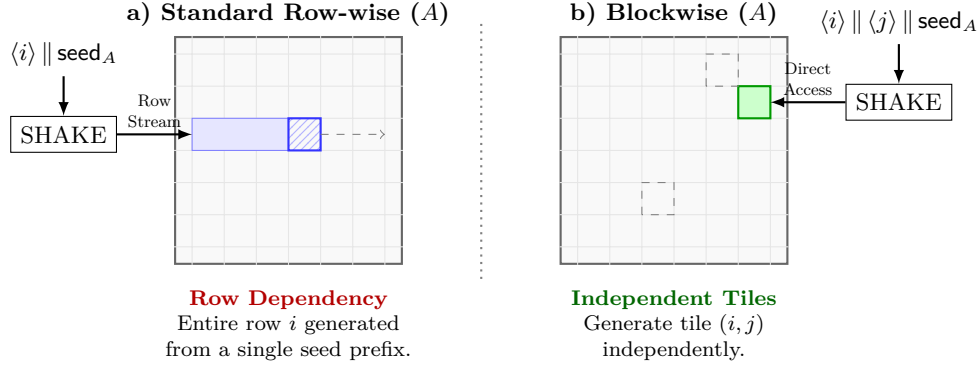 a) Standard Row-wise (A)
⟨i⟩ ∥ seed_A
SHAKE
Row
Stream
Row Dependency
Entire row i generated
from a single seed prefix.
b) Blockwise (A)
⟨i⟩ ∥ ⟨j⟩ ∥ seed_A
Direct
Access
SHAKE
Independent Tiles
Generate tile (i, j)
independently.